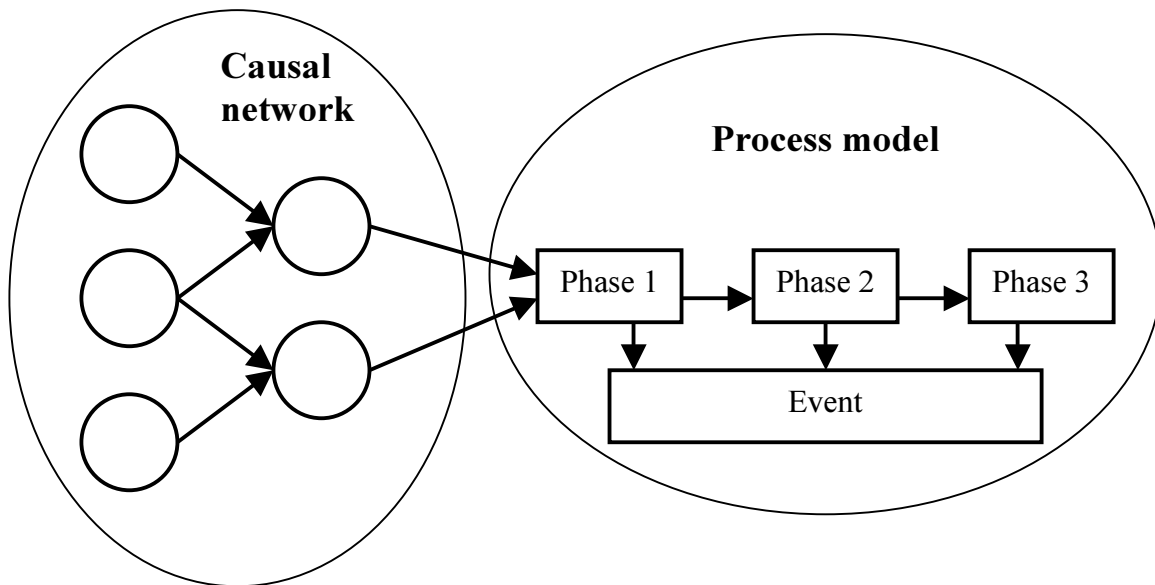 Causal
network
Process model
Phase 1
Phase 2
Phase 3
Event